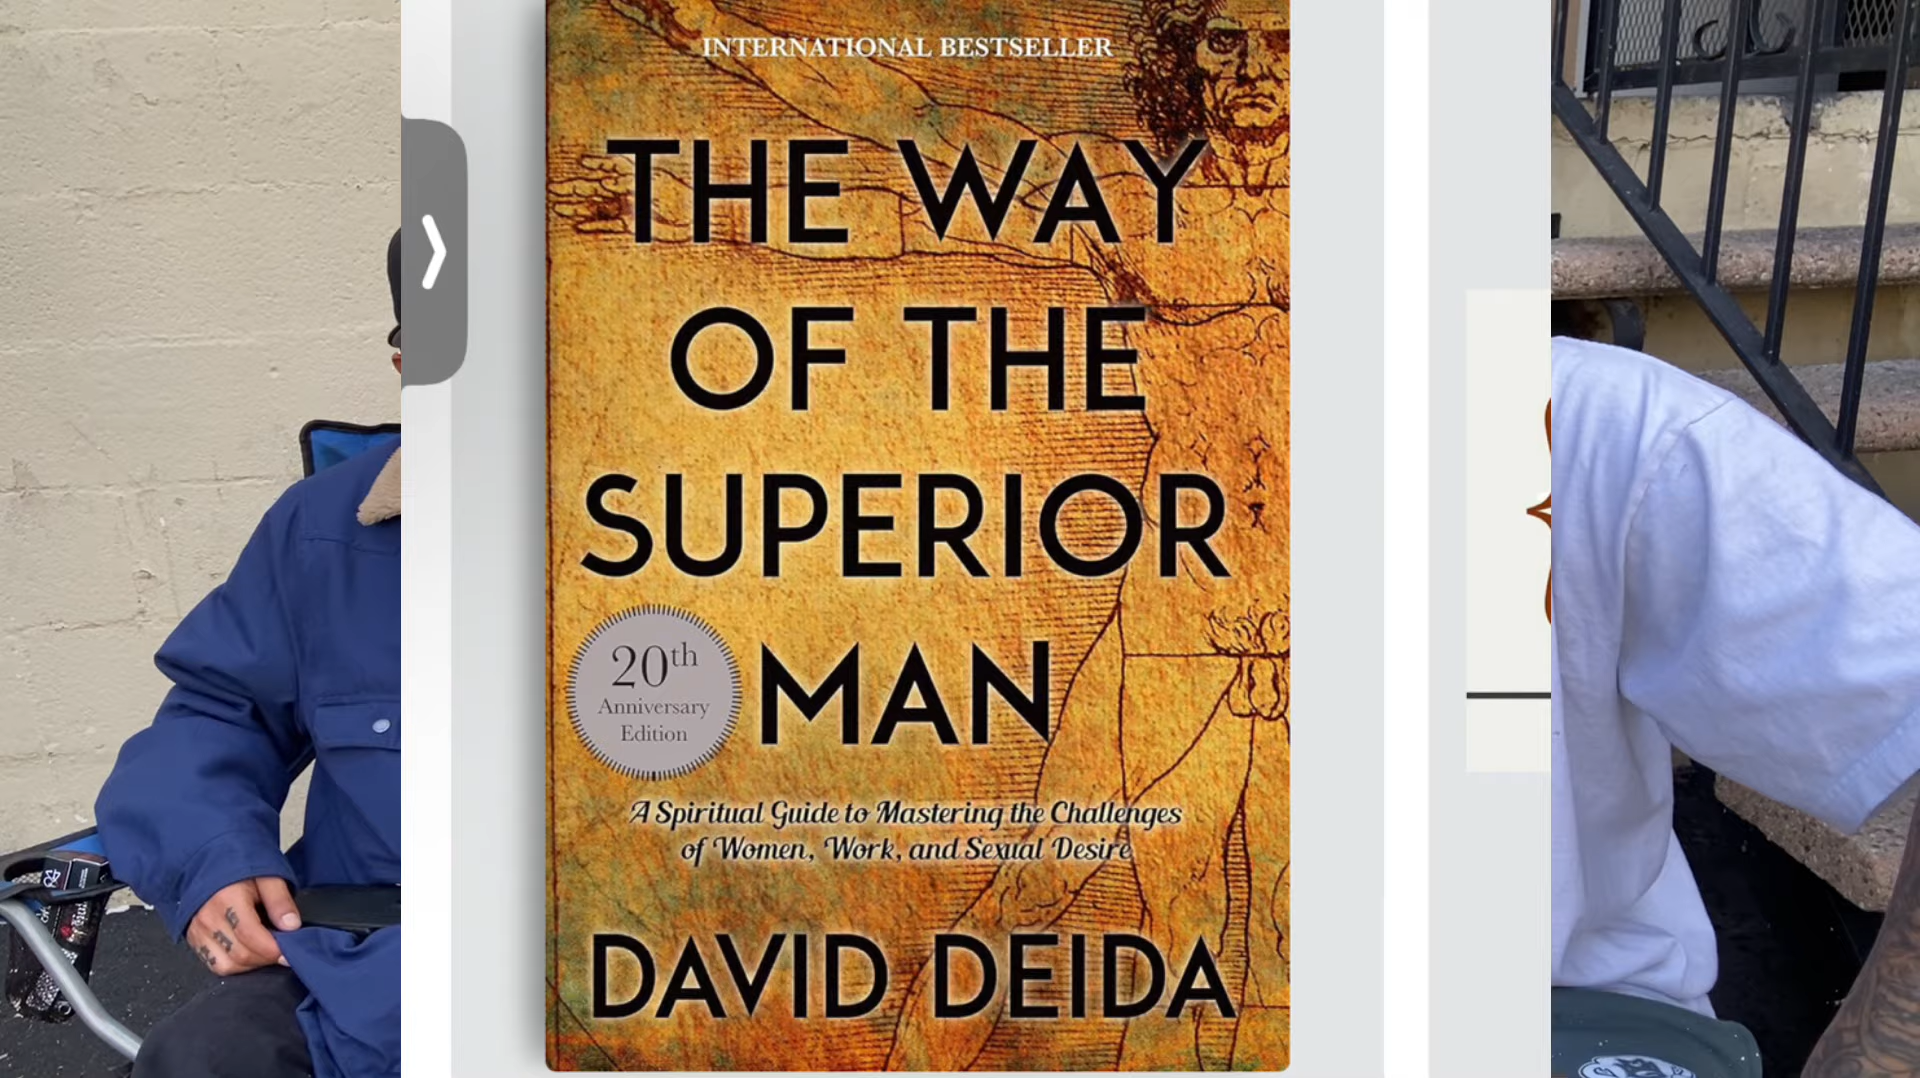 INTERNATIONAL BESTSELLER
THE WAY
OF THE
SUPERIOR
MAN
20th
Anniversary
Edition
A Spiritual Guide to Mastering the Challenges
of Women, Work, and Sexual Desire
DAVID DEIDA